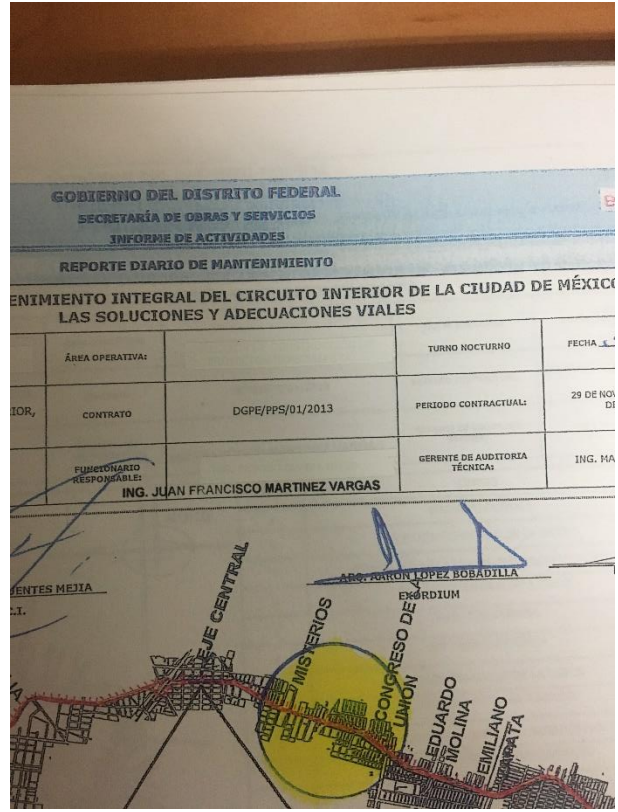 GOBIERNO DEL DISTRITO FEDERAL
SECRETARÍA DE OBRAS Y SERVICIOS
INFORME DE ACTIVIDADES
REPORTE DIARIO DE MANTENIMIENTO
ENIMIENTO INTEGRAL DEL CIRCUITO INTERIOR DE LA CIUDAD DE MÉXICO
LAS SOLUCIONES Y ADECUACIONES VIALES
ÁREA OPERATIVA:
TURNO NOCTURNO
FECHA
IOR,
CONTRATO
DGPE/PPS/01/2013
PERIODO CONTRACTUAL:
29 DE NOV
DE
FUNCIONARIO
RESPONSABLE:
ING. JUAN FRANCISCO MARTINEZ VARGAS
GERENTE DE AUDITORIA
TÉCNICA:
ING. MA
ENTES MEJIA
C.I.
ARQ. AARON LOPEZ BOBADILLA
EXORDIUM
EJE CENTRAL
MISTERIOS
CONGRESO DE LA
UNION
EDUARDO
MOLINA
EMILIANO
ZAPATA